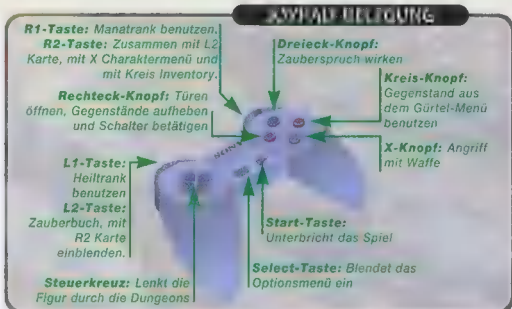 JOYPAD-BELEGUNG
R1-Taste: Manatrank benutzen.
R2-Taste: Zusammen mit L2
Karte, mit X Charaktermenü und
mit Kreis Inventory.
Dreieck-Knopf:
Zauberspruch wirken
Kreis-Knopf:
Gegenstand aus
dem Gürtel-Menü
benutzen
Rechteck-Knopf: Türen
öffnen, Gegenstände aufheben
und Schalter betätigen
X-Knopf: Angriff
mit Waffe
SONY
L1-Taste:
Heiltrank
benutzen
L2-Taste:
Zauberbuch, mit
R2 Karte
einblenden.
Start-Taste:
Unterbricht das Spiel
Select-Taste: Blendet das
Optionsmenü ein
Steuerkreuz: Lenkt die
Figur durch die Dungeons